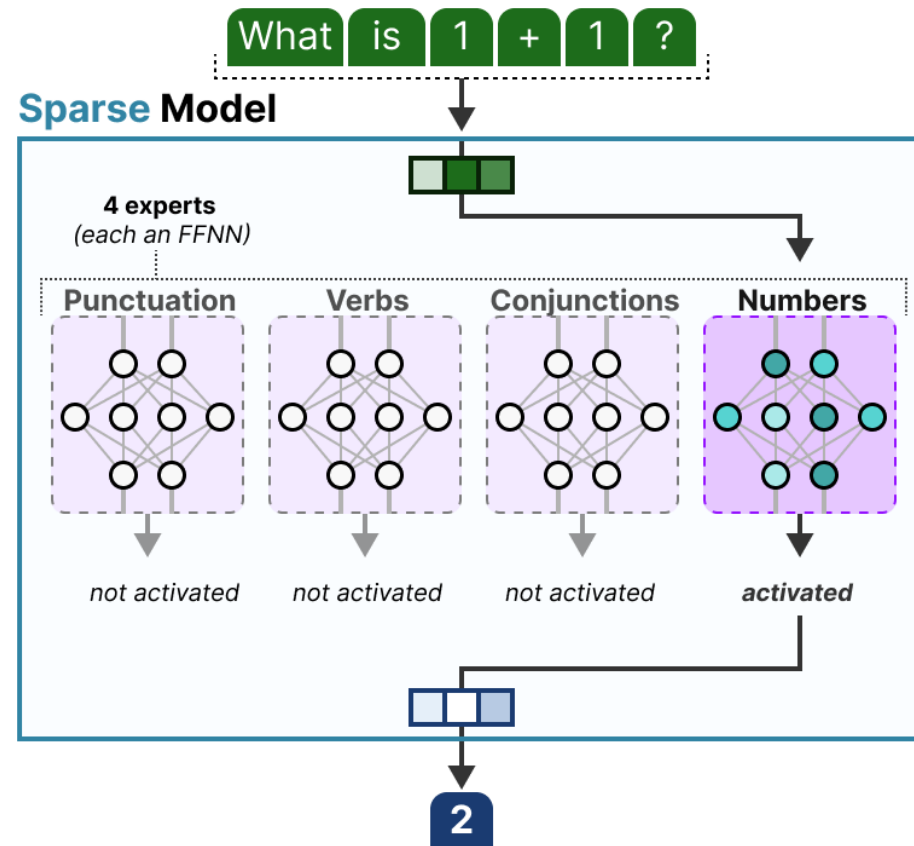 What is 1 + 1 ?
Sparse Model
4 experts
(each an FFNN)
Punctuation Verbs Conjunctions Numbers
not activated not activated not activated activated
2